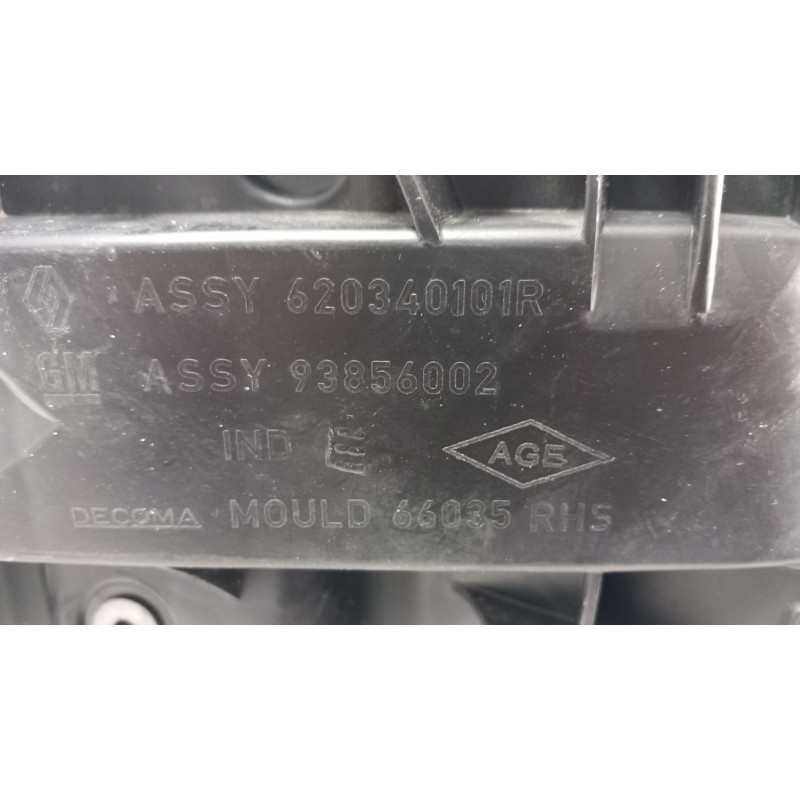 ASSY 620340101R
GM ASSY 93856002
IND E AGE
DECOMA MOULD 66035 RHS